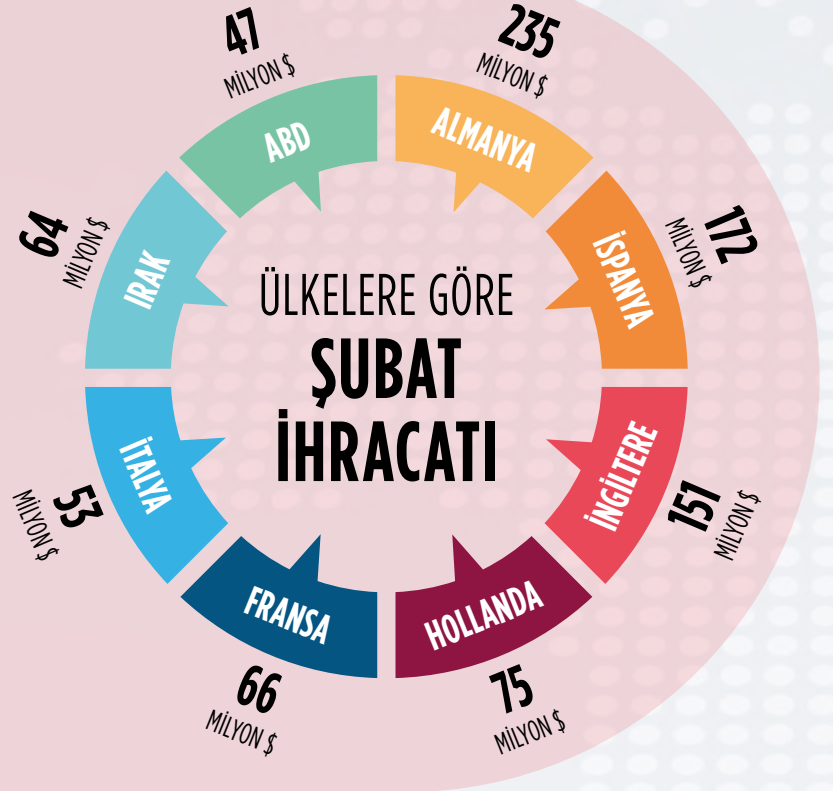 ÜLKELERE GÖRE
ŞUBAT
İHRACATI
235
MİLYON $
ALMANYA
172
MİLYON $
İSPANYA
151
MİLYON $
İNGİLTERE
75
MİLYON $
HOLLANDA
66
MİLYON $
FRANSA
53
MİLYON $
İTALYA
64
MİLYON $
IRAK
47
MİLYON $
ABD